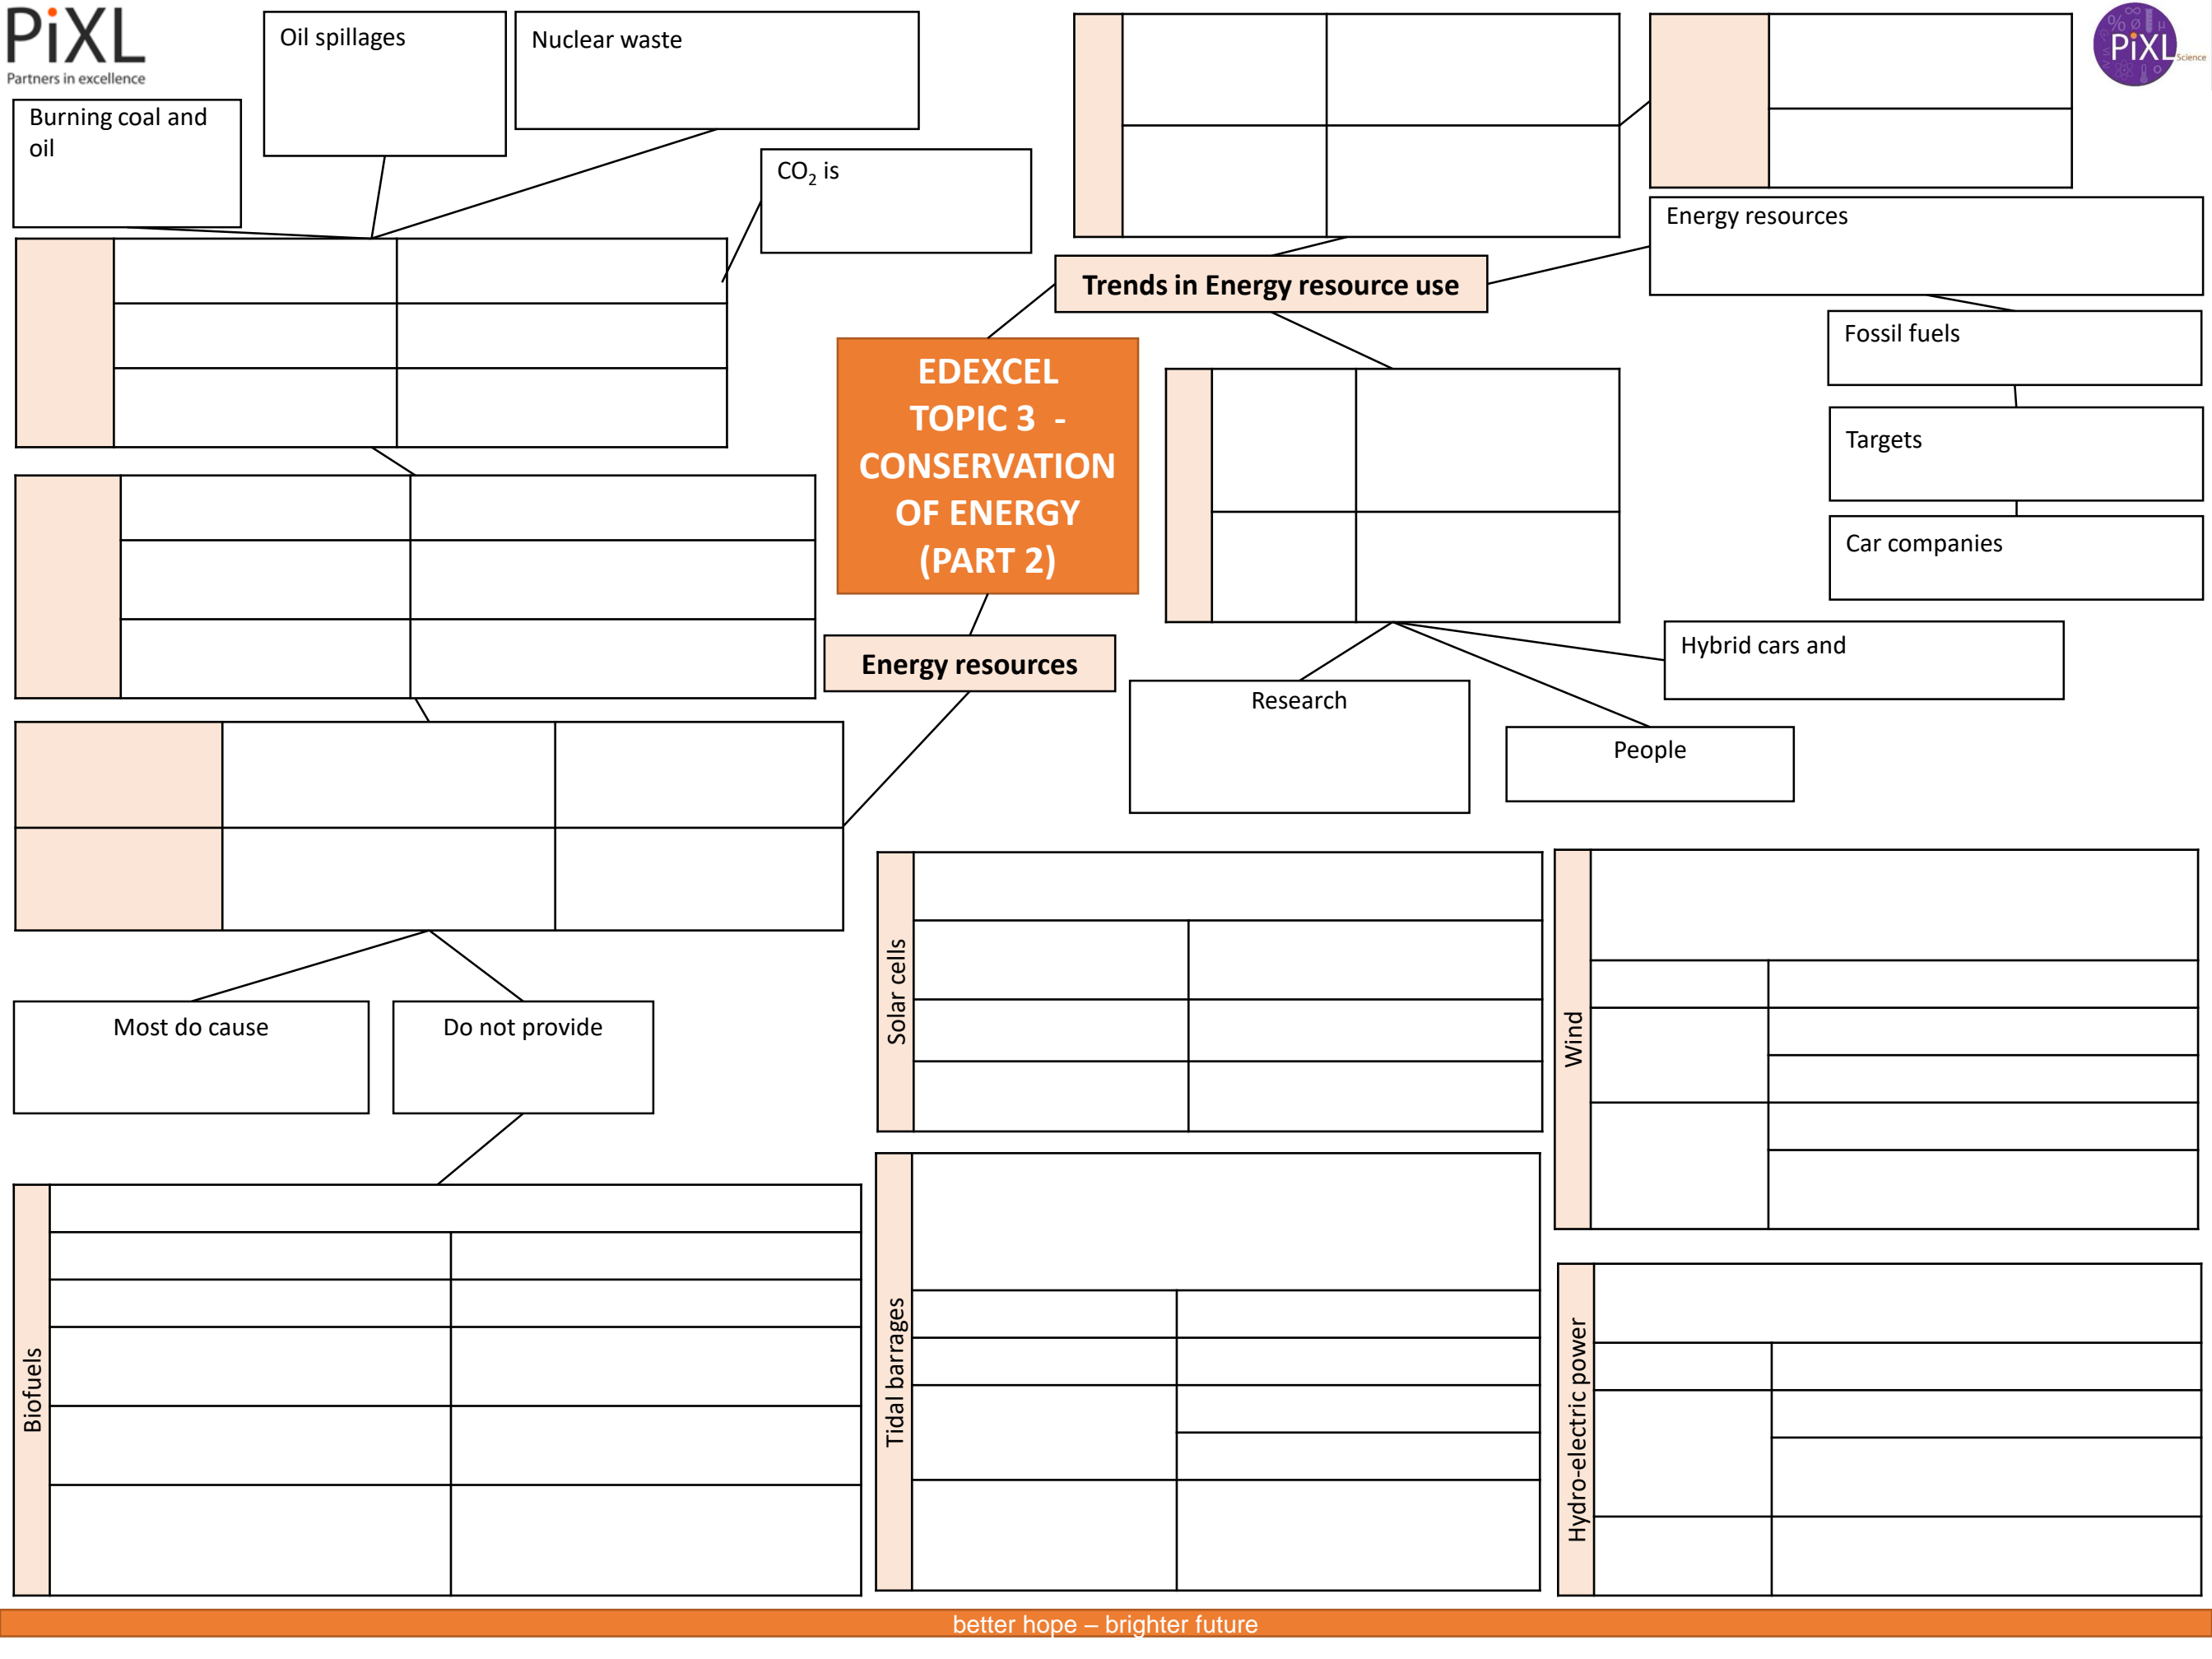 PiXL
Partners in excellence
Oil spillages
Nuclear waste
% ∞ Ø µ
PiXL
Science
Burning coal and
oil
CO₂ is
Energy resources
Trends in Energy resource use
Fossil fuels
EDEXCEL
TOPIC 3 -
CONSERVATION
OF ENERGY
(PART 2)
Targets
Car companies
Hybrid cars and
Energy resources
Research
People
Most do cause
Do not provide
Solar cells
Wind
Biofuels
Tidal barrages
Hydro-electric power
better hope – brighter future